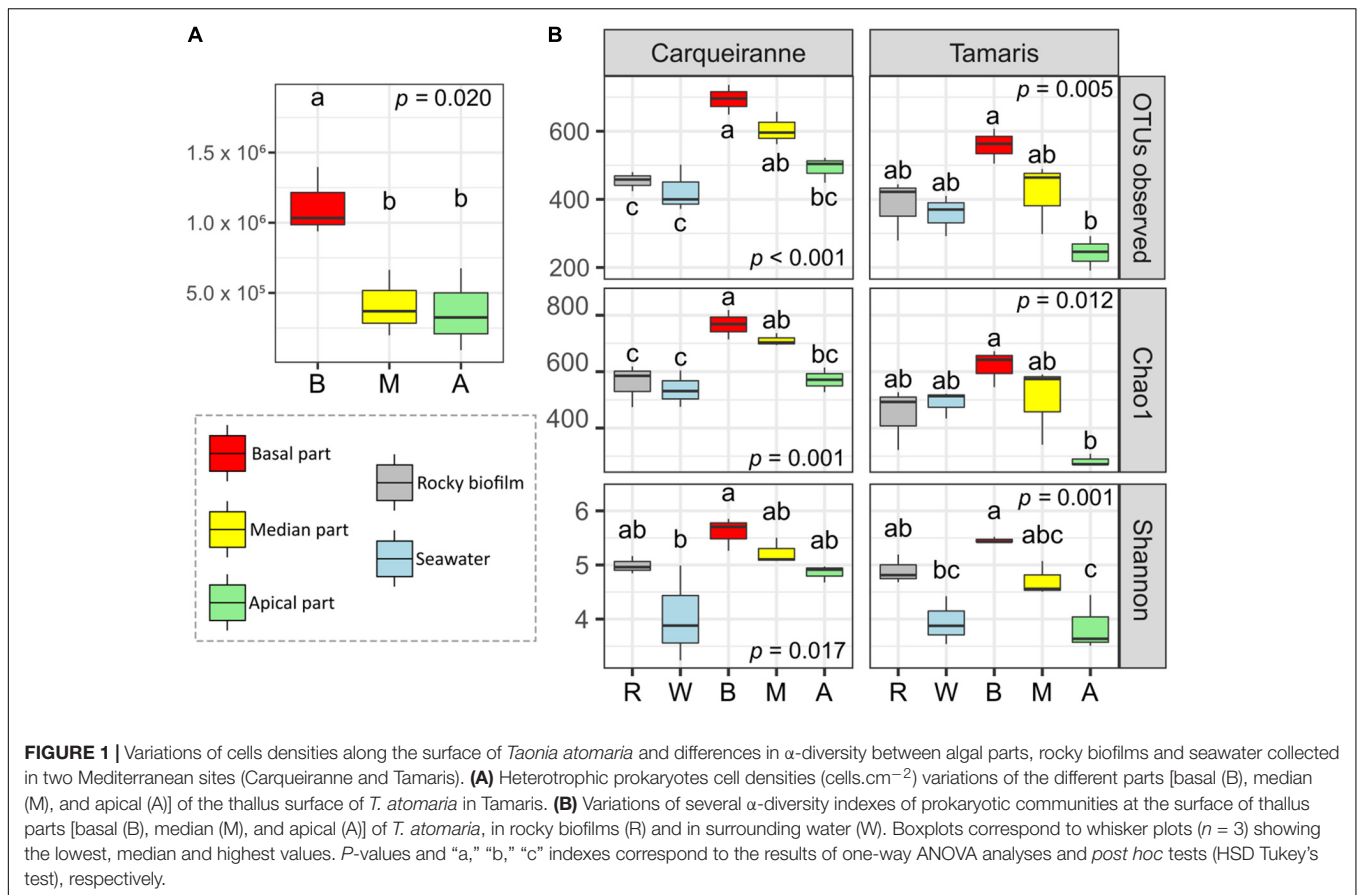 A
a
p = 0.020
1.5 x 10⁶
b
b
1.0 x 10⁶
5.0 x 10⁵
B M A
Basal part
Median part
Apical part
Rocky biofilm
Seawater
B
Carqueiranne
Tamaris
600
400
200
c
c
a
ab
bc
p < 0.001
p = 0.005
ab
ab
a
ab
b
OTUs observed
800
600
400
c
c
a
ab
bc
p = 0.001
p = 0.012
ab
ab
a
ab
b
Chao1
6
5
4
ab
b
a
ab
ab
p = 0.017
p = 0.001
ab
bc
a
abc
c
Shannon
R W B M A
R W B M A
FIGURE 1 | Variations of cells densities along the surface of Taonia atomaria and differences in α-diversity between algal parts, rocky biofilms and seawater collected
in two Mediterranean sites (Carqueiranne and Tamaris). (A) Heterotrophic prokaryotes cell densities (cells.cm−2) variations of the different parts [basal (B), median
(M), and apical (A)] of the thallus surface of T. atomaria in Tamaris. (B) Variations of several α-diversity indexes of prokaryotic communities at the surface of thallus
parts [basal (B), median (M), and apical (A)] of T. atomaria, in rocky biofilms (R) and in surrounding water (W). Boxplots correspond to whisker plots (n = 3) showing
the lowest, median and highest values. P-values and “a,” “b,” “c” indexes correspond to the results of one-way ANOVA analyses and post hoc tests (HSD Tukey’s
test), respectively.